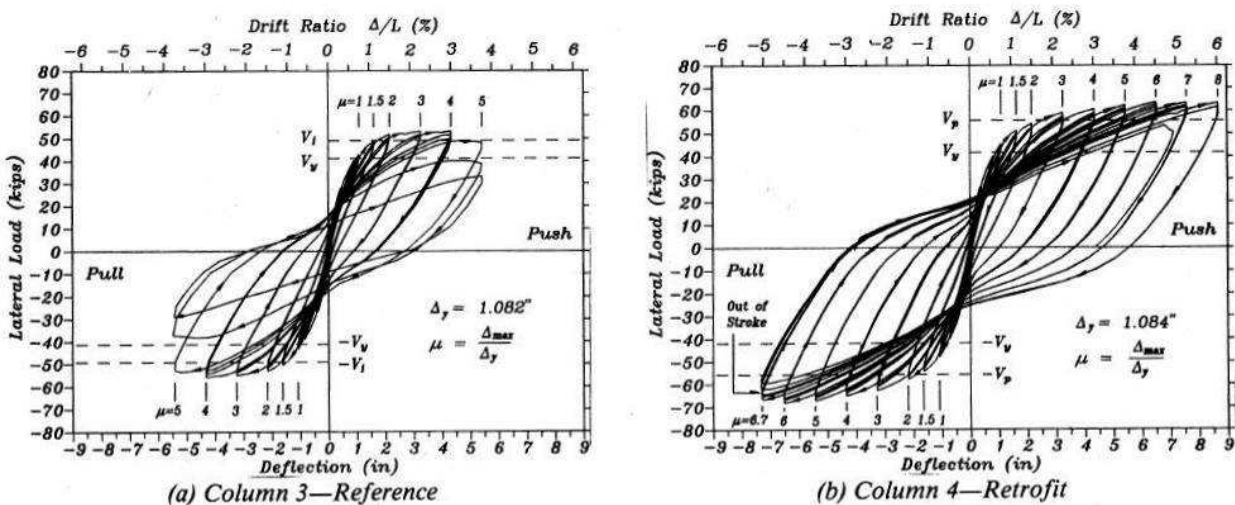 Drift Ratio Δ/L (%)
-6 -5 -4 -3 -2 -1 0 1 2 3 4 5 6
80
70
60
50
40
30
20
10
0
-10
-20
-30
-40
-50
-60
-70
-80
Lateral Load (kips)
μ=1 1.5 2 3 4 5
V_i
V_y
Push
Pull
Δ_y = 1.082"
μ = Δ_max / Δ_y
-V_y
-V_i
μ=5 4 3 2 1.5 1
-9 -8 -7 -6 -5 -4 -3 -2 -1 0 1 2 3 4 5 6 7 8 9
Deflection (in)
(a) Column 3—Reference
Drift Ratio Δ/L (%)
-6 -5 -4 -3 -2 -1 0 1 2 3 4 5 6
80
70
60
50
40
30
20
10
0
-10
-20
-30
-40
-50
-60
-70
-80
Lateral Load (kips)
μ=1 1.5 2 3 4 5 6 7 8
V_p
V_y
Push
Pull
Out of
Stroke
Δ_y = 1.084"
μ = Δ_max / Δ_y
-V_y
-V_p
μ=6.7 6 5 4 3 2 1.5 1
-9 -8 -7 -6 -5 -4 -3 -2 -1 0 1 2 3 4 5 6 7 8 9
Deflection (in)
(b) Column 4—Retrofit